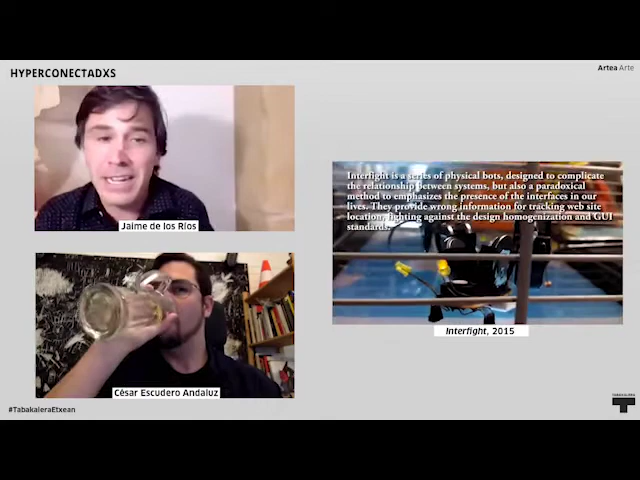 HYPERCONECTADXS
Artea Arte
Jaime de los Ríos
Interfight is a series of physical bots, designed to complicate
the relationship between systems, but also a paradoxical
method to emphasizes the presence of the interfaces in our
lives. They provide wrong information for tracking web site
location, fighting against the design homogenization and GUI
standards.
Interfight, 2015
César Escudero Andaluz
#TabakaleraEtxean
TABAKALERA